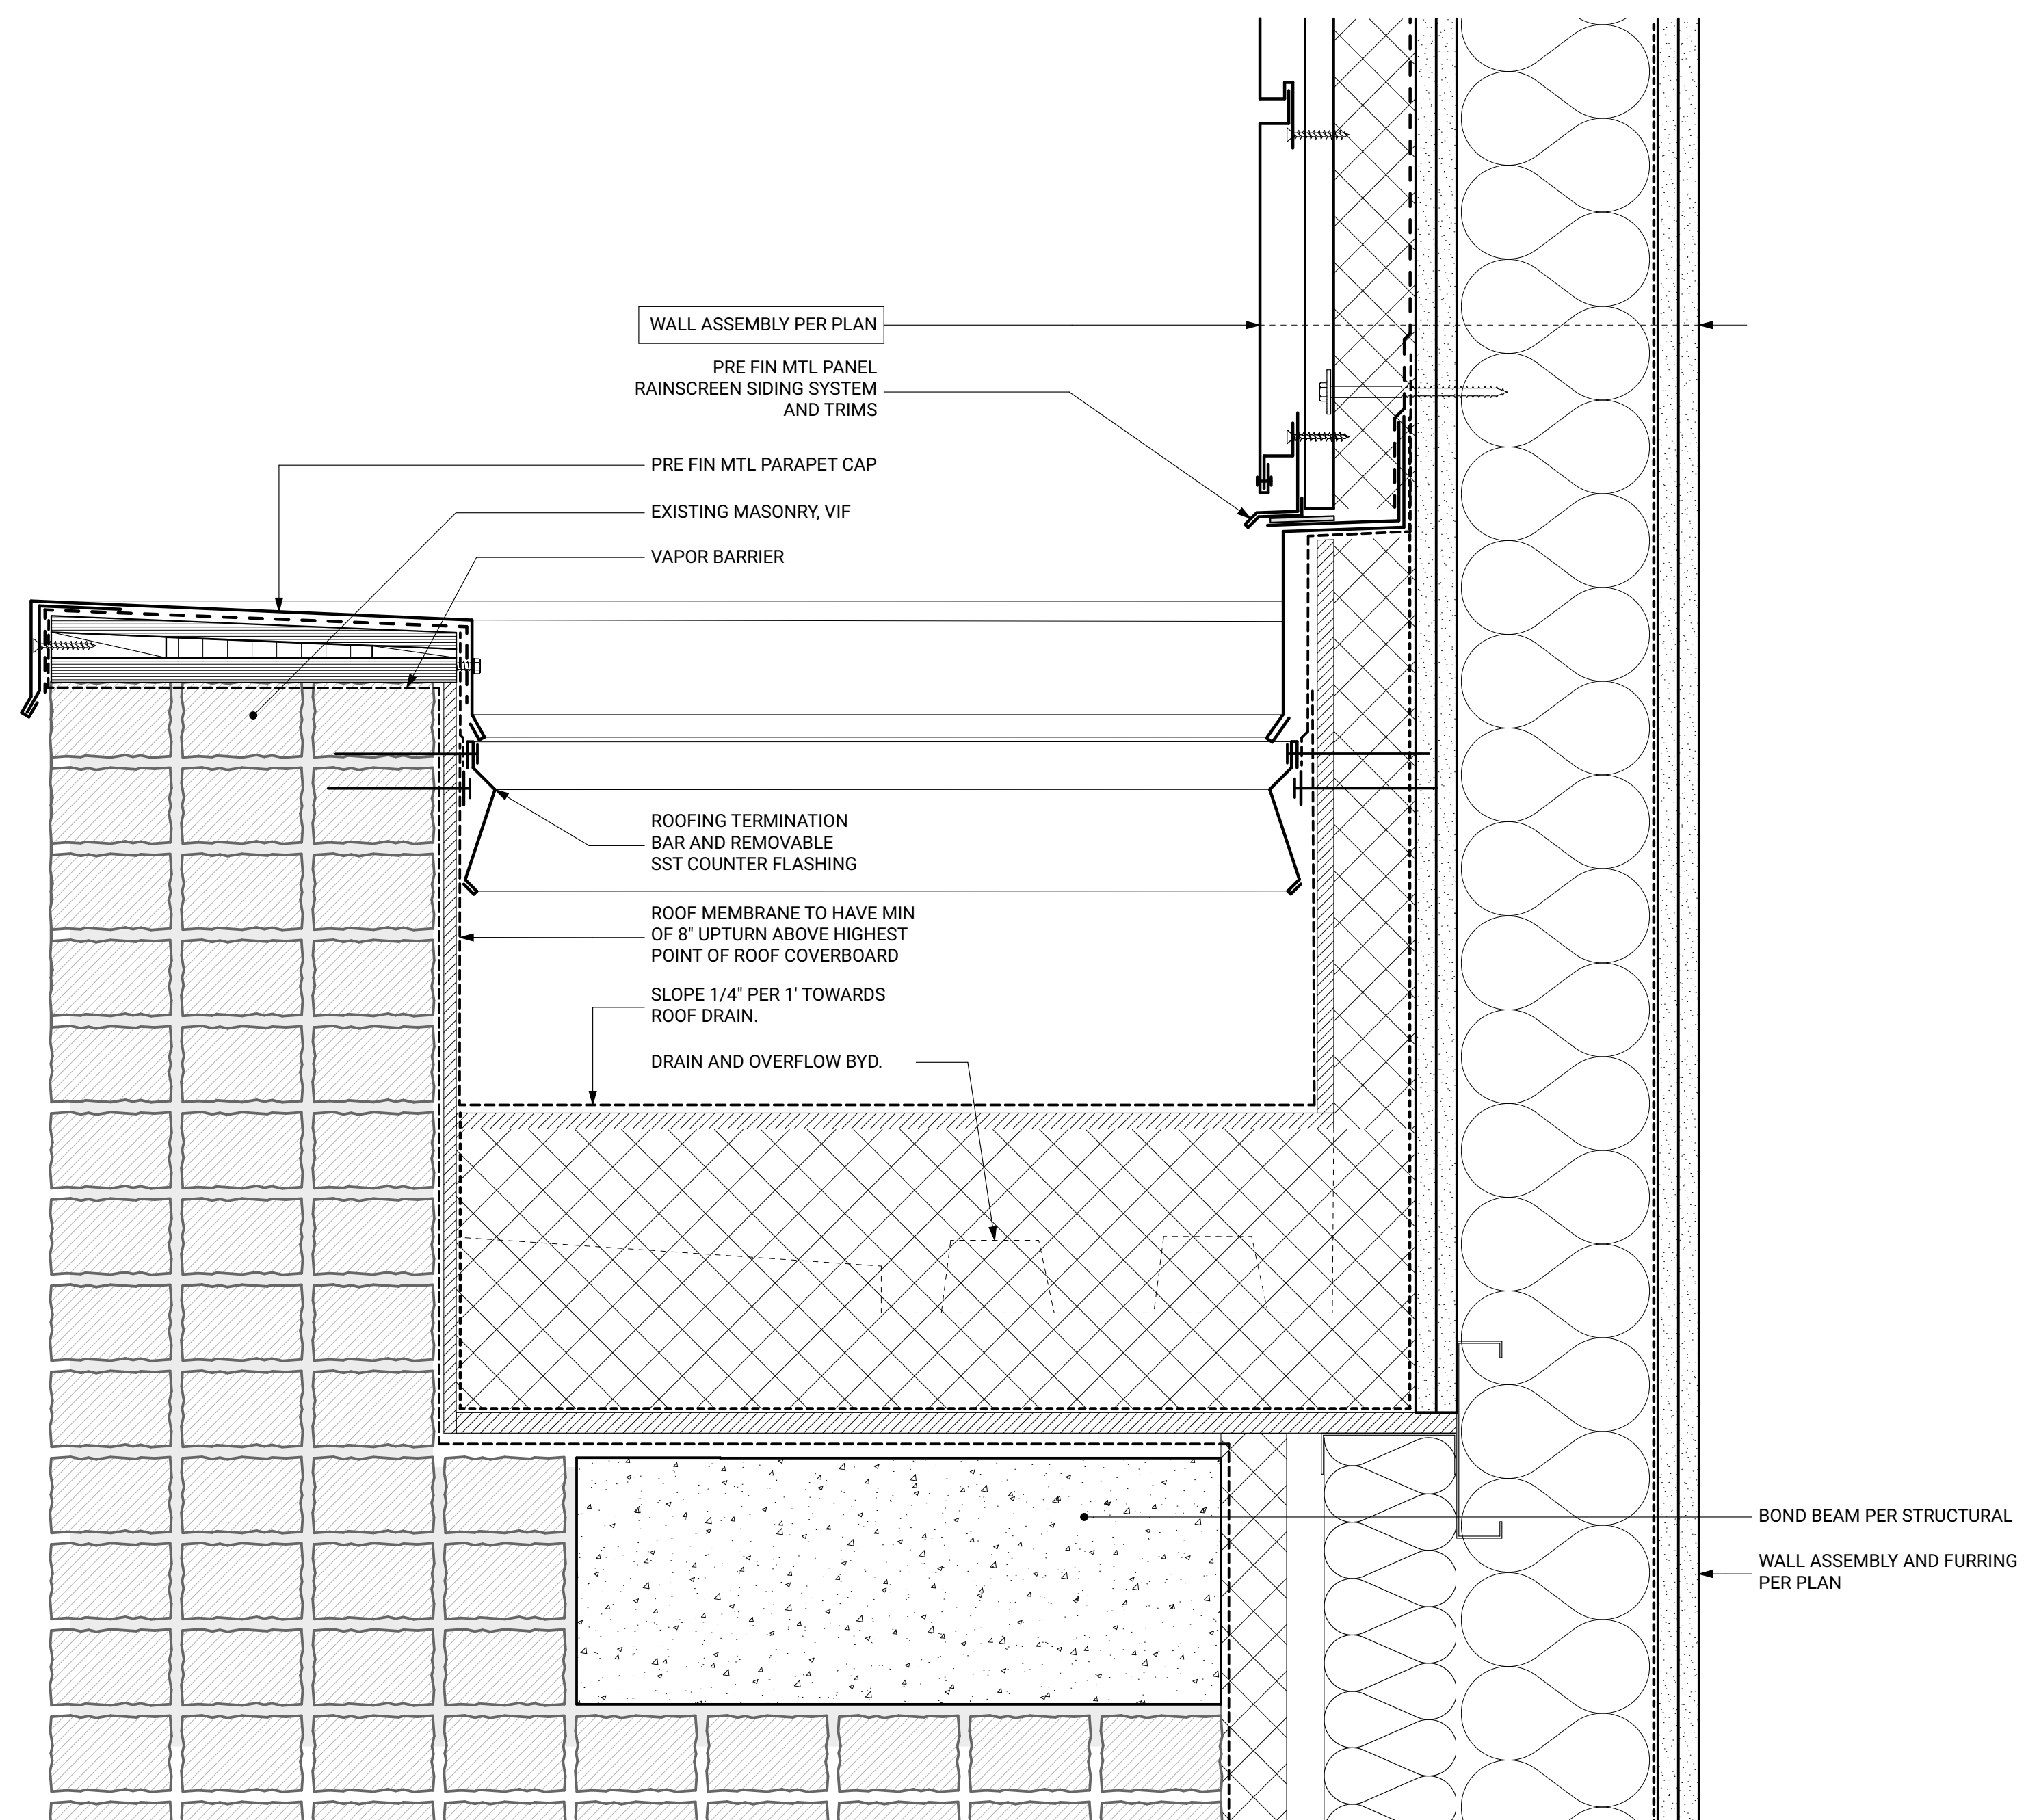 WALL ASSEMBLY PER PLAN
PRE FIN MTL PANEL
RAINSCREEN SIDING SYSTEM
AND TRIMS
PRE FIN MTL PARAPET CAP
EXISTING MASONRY, VIF
VAPOR BARRIER
ROOFING TERMINATION
BAR AND REMOVABLE
SST COUNTER FLASHING
ROOF MEMBRANE TO HAVE MIN
OF 8" UPTURN ABOVE HIGHEST
POINT OF ROOF COVERBOARD
SLOPE 1/4" PER 1' TOWARDS
ROOF DRAIN.
DRAIN AND OVERFLOW BYD.
BOND BEAM PER STRUCTURAL
WALL ASSEMBLY AND FURRING
PER PLAN